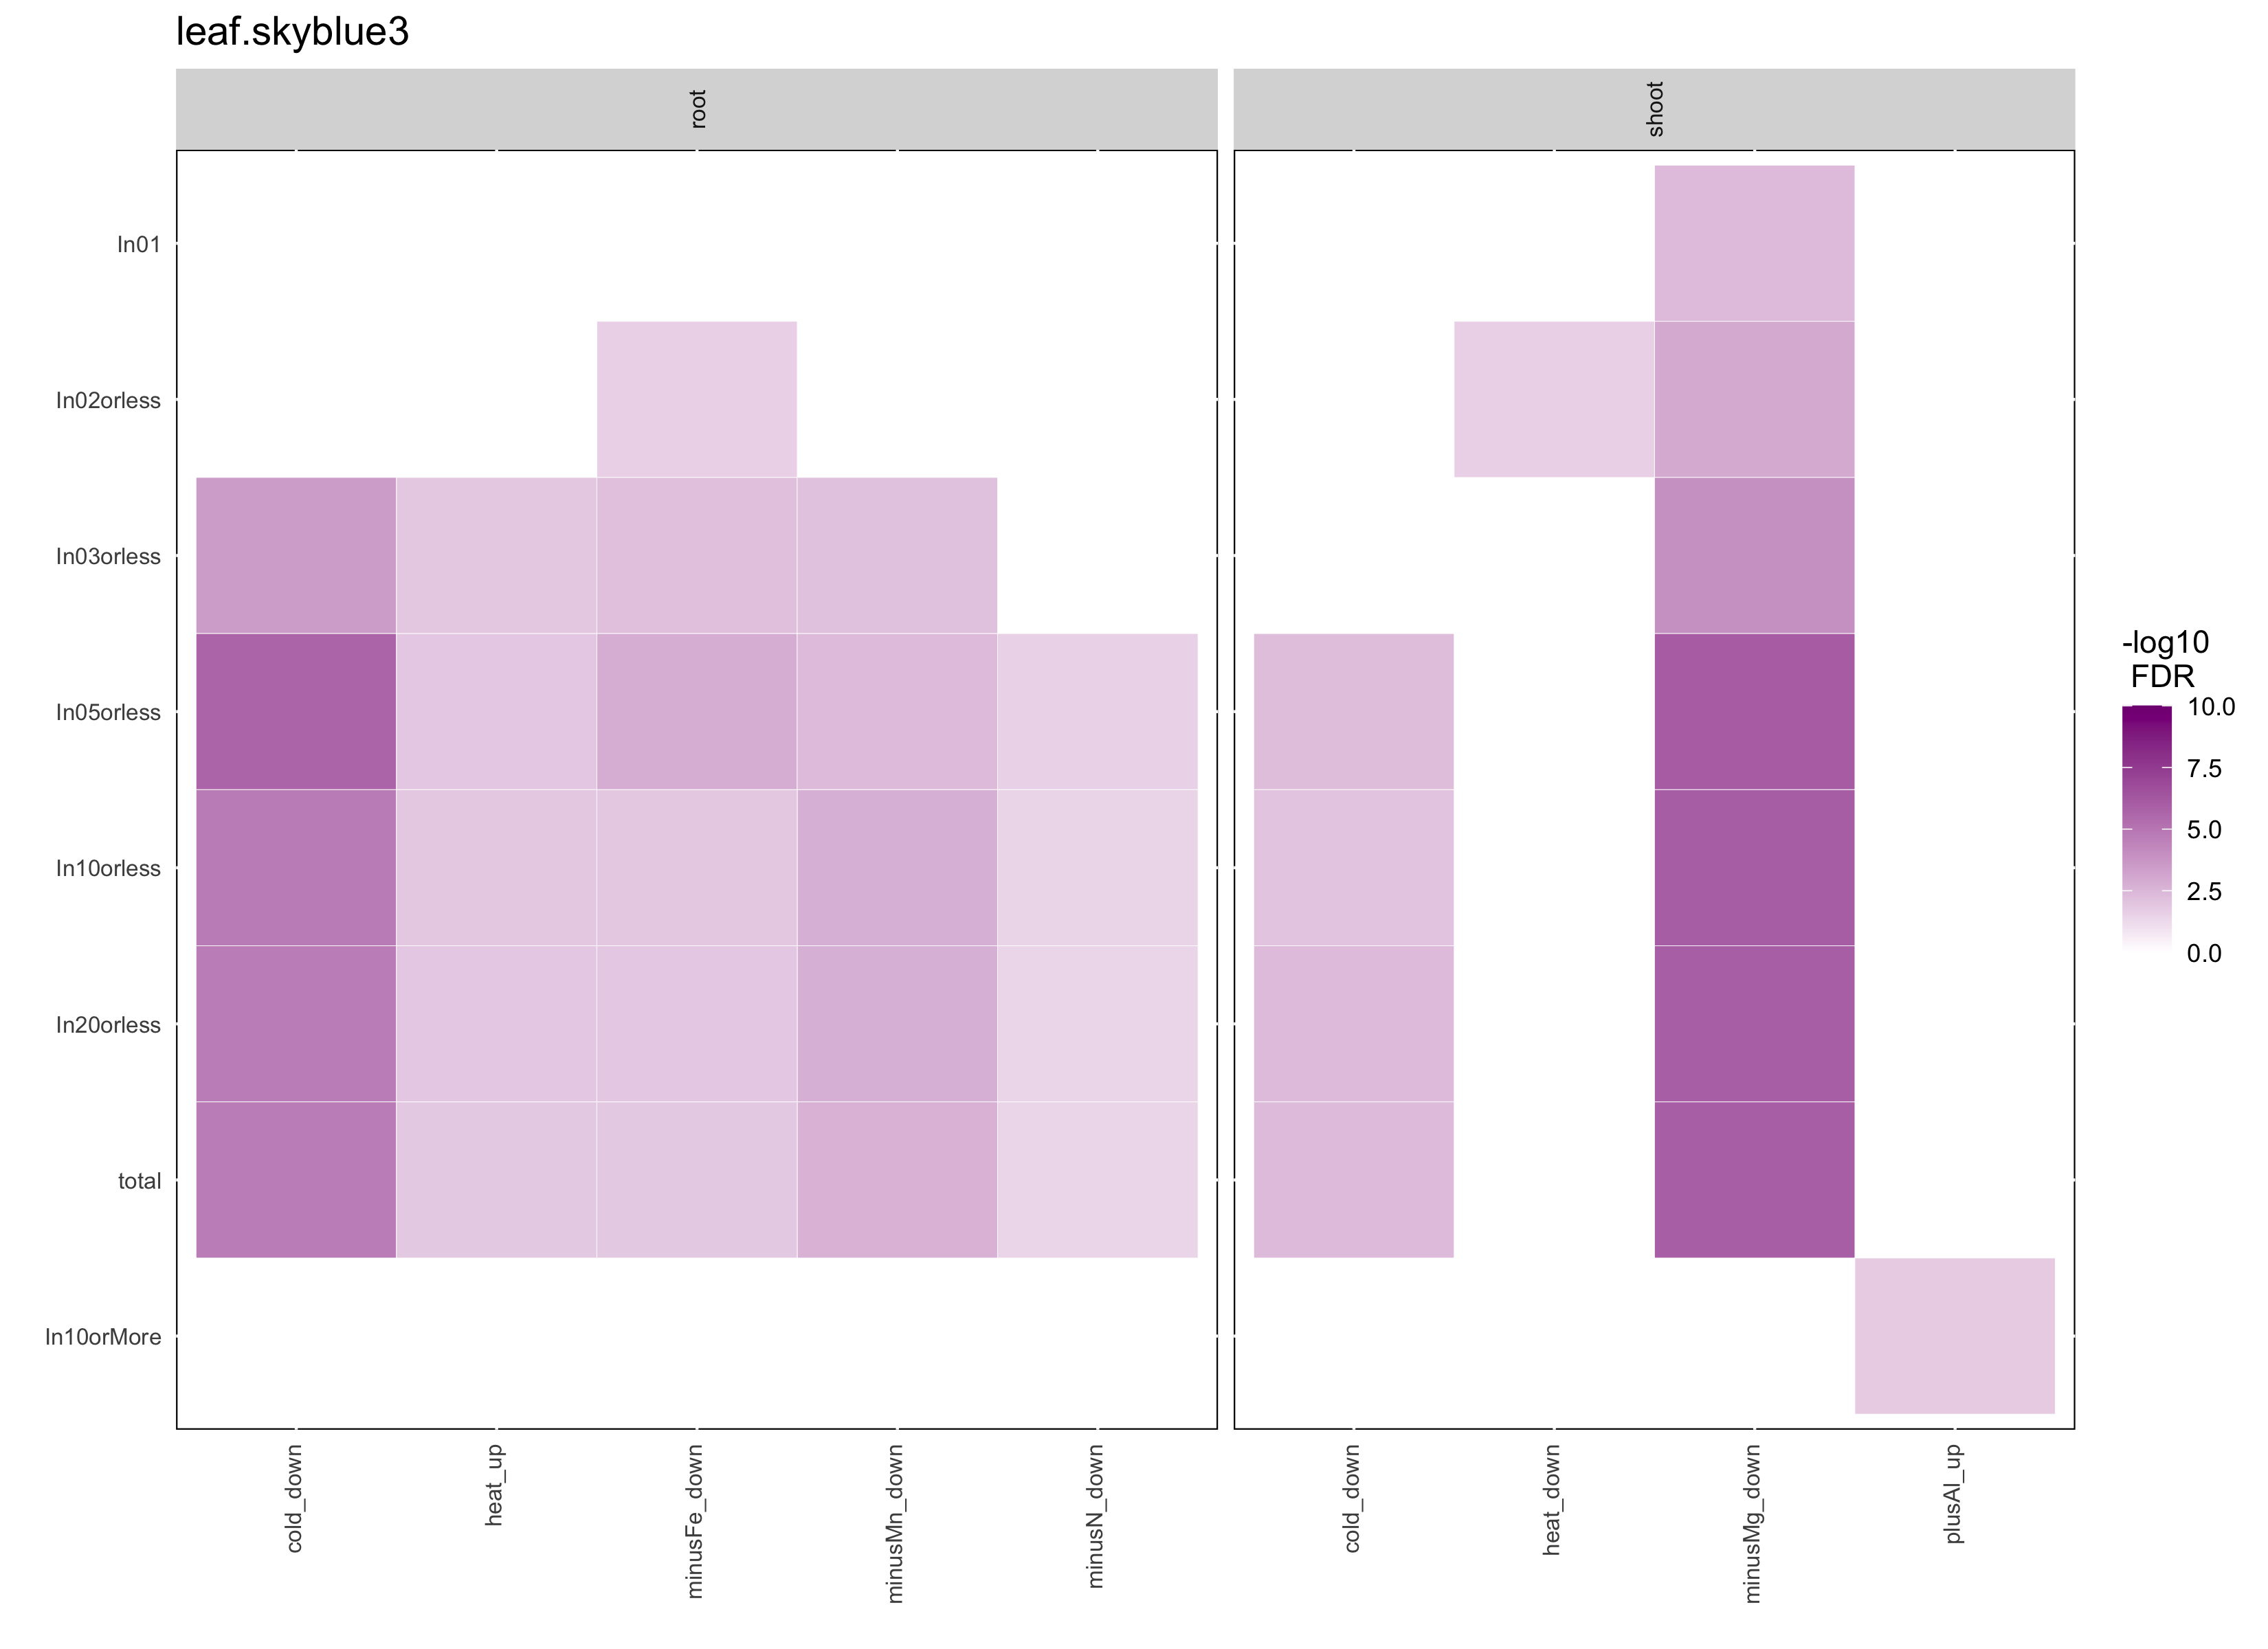 leaf.skyblue3
root
shoot
In01
In02orless
In03orless
In05orless
In10orless
In20orless
total
In10orMore
cold_down
heat_up
minusFe_down
minusMn_down
minusN_down
cold_down
heat_down
minusMg_down
plusAl_up
-log10
FDR
10.0
7.5
5.0
2.5
0.0